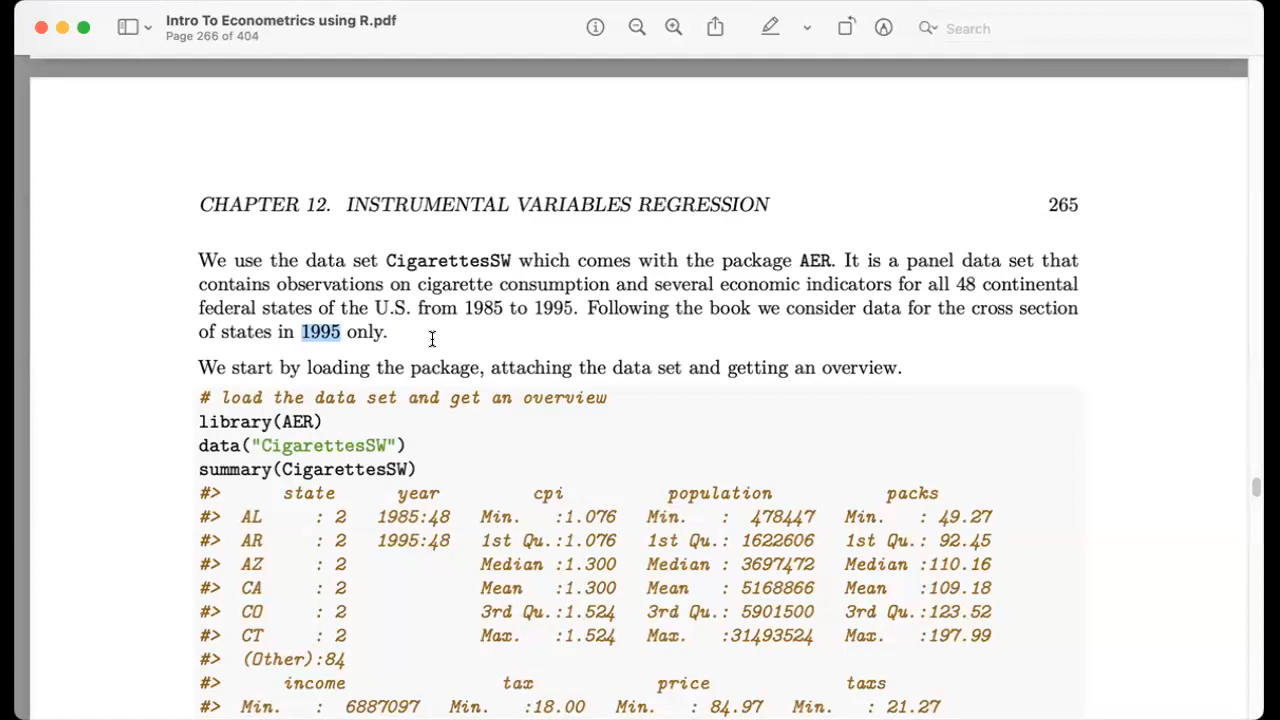 Intro To Econometrics using R.pdf
Page 266 of 404
Search
CHAPTER 12. INSTRUMENTAL VARIABLES REGRESSION 265
We use the data set CigarettesSW which comes with the package AER. It is a panel data set that
contains observations on cigarette consumption and several economic indicators for all 48 continental
federal states of the U.S. from 1985 to 1995. Following the book we consider data for the cross section
of states in 1995 only.
We start by loading the package, attaching the data set and getting an overview.
# load the data set and get an overview
library(AER)
data("CigarettesSW")
summary(CigarettesSW)
#> state year cpi population packs
#> AL : 2 1985:48 Min. :1.076 Min. : 478447 Min. : 49.27
#> AR : 2 1995:48 1st Qu.:1.076 1st Qu.: 1622606 1st Qu.: 92.45
#> AZ : 2 Median :1.300 Median : 3697472 Median :110.16
#> CA : 2 Mean :1.300 Mean : 5168866 Mean :109.18
#> CO : 2 3rd Qu.:1.524 3rd Qu.: 5901500 3rd Qu.:123.52
#> CT : 2 Max. :1.524 Max. :31493524 Max. :197.99
#> (Other):84
#> income tax price taxs
#> Min. : 6887097 Min. :18.00 Min. : 84.97 Min. : 21.27